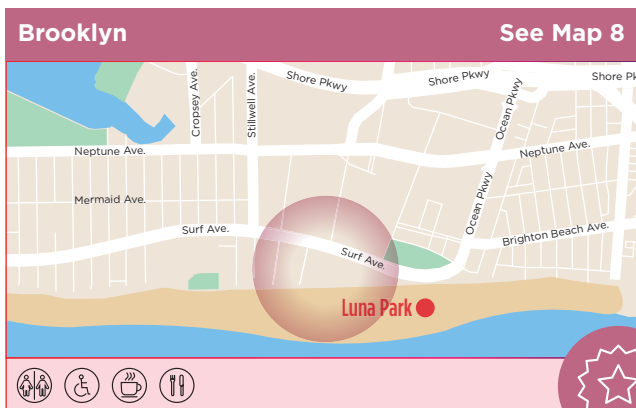 Brooklyn
See Map 8
Shore Pkwy
Shore Pkwy
Shore P
Cropsey Ave.
Stillwell Ave.
Ocean Pkwy
Neptune Ave.
Neptune Ave.
Mermaid Ave.
Surf Ave.
Surf Ave.
Ocean Pkwy
Brighton Beach Ave.
Luna Park